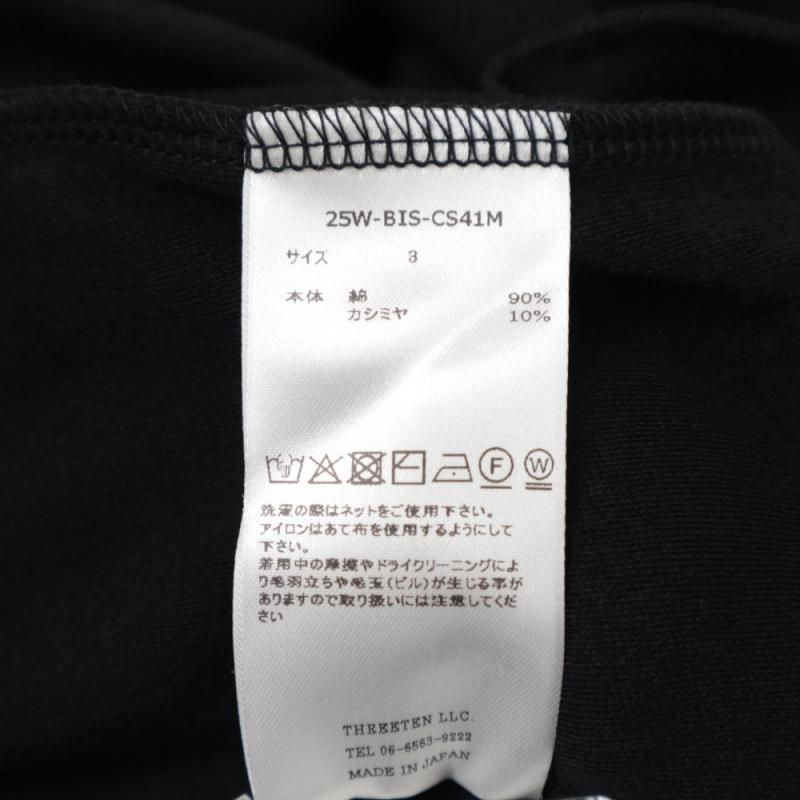 25W-BIS-CS41M
サイズ 3
本体 綿 90%
カシミヤ 10%
F W
洗濯の際はネットをご使用下さい。
アイロンはあて布を使用するようにして
下さい。
着用中の摩擦やドライクリーニングによ
り毛羽立ちや毛玉(ピル)が生じる事が
ありますので取り扱いには注意してくだ
さい
THREETEN LLC.
TEL 06-6563-9222
MADE IN JAPAN